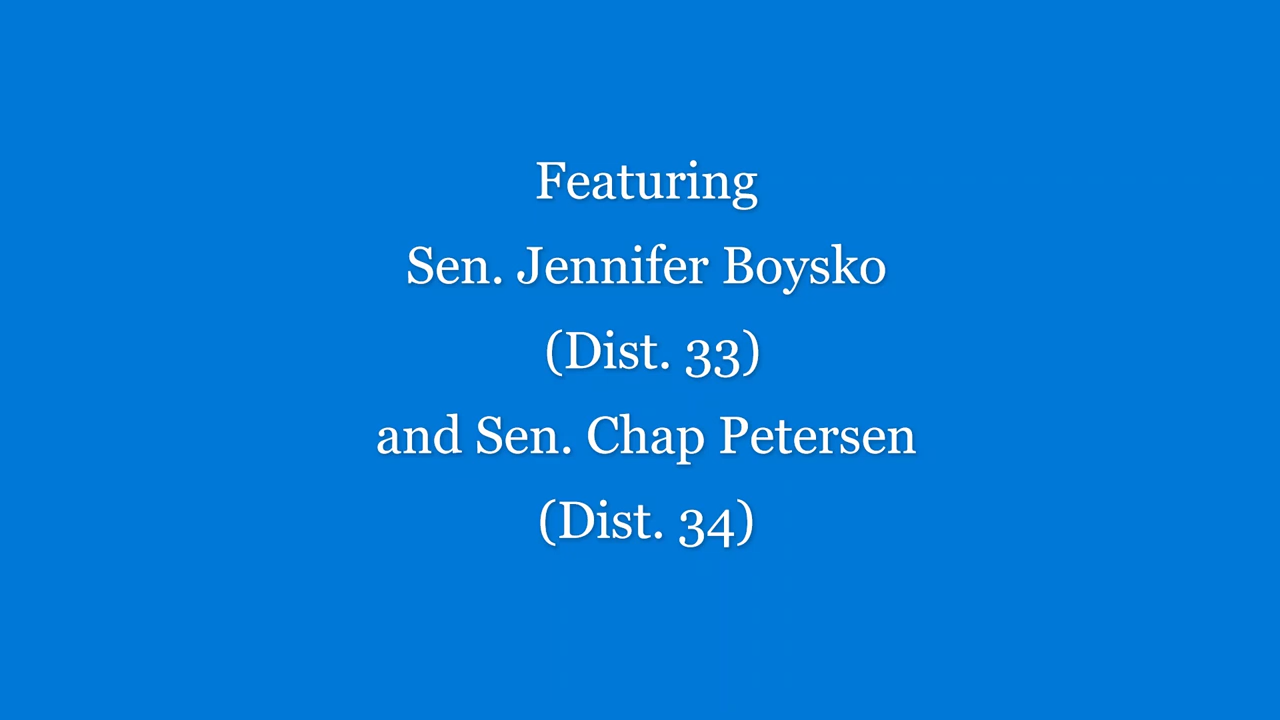 Featuring
Sen. Jennifer Boysko
(Dist. 33)
and Sen. Chap Petersen
(Dist. 34)